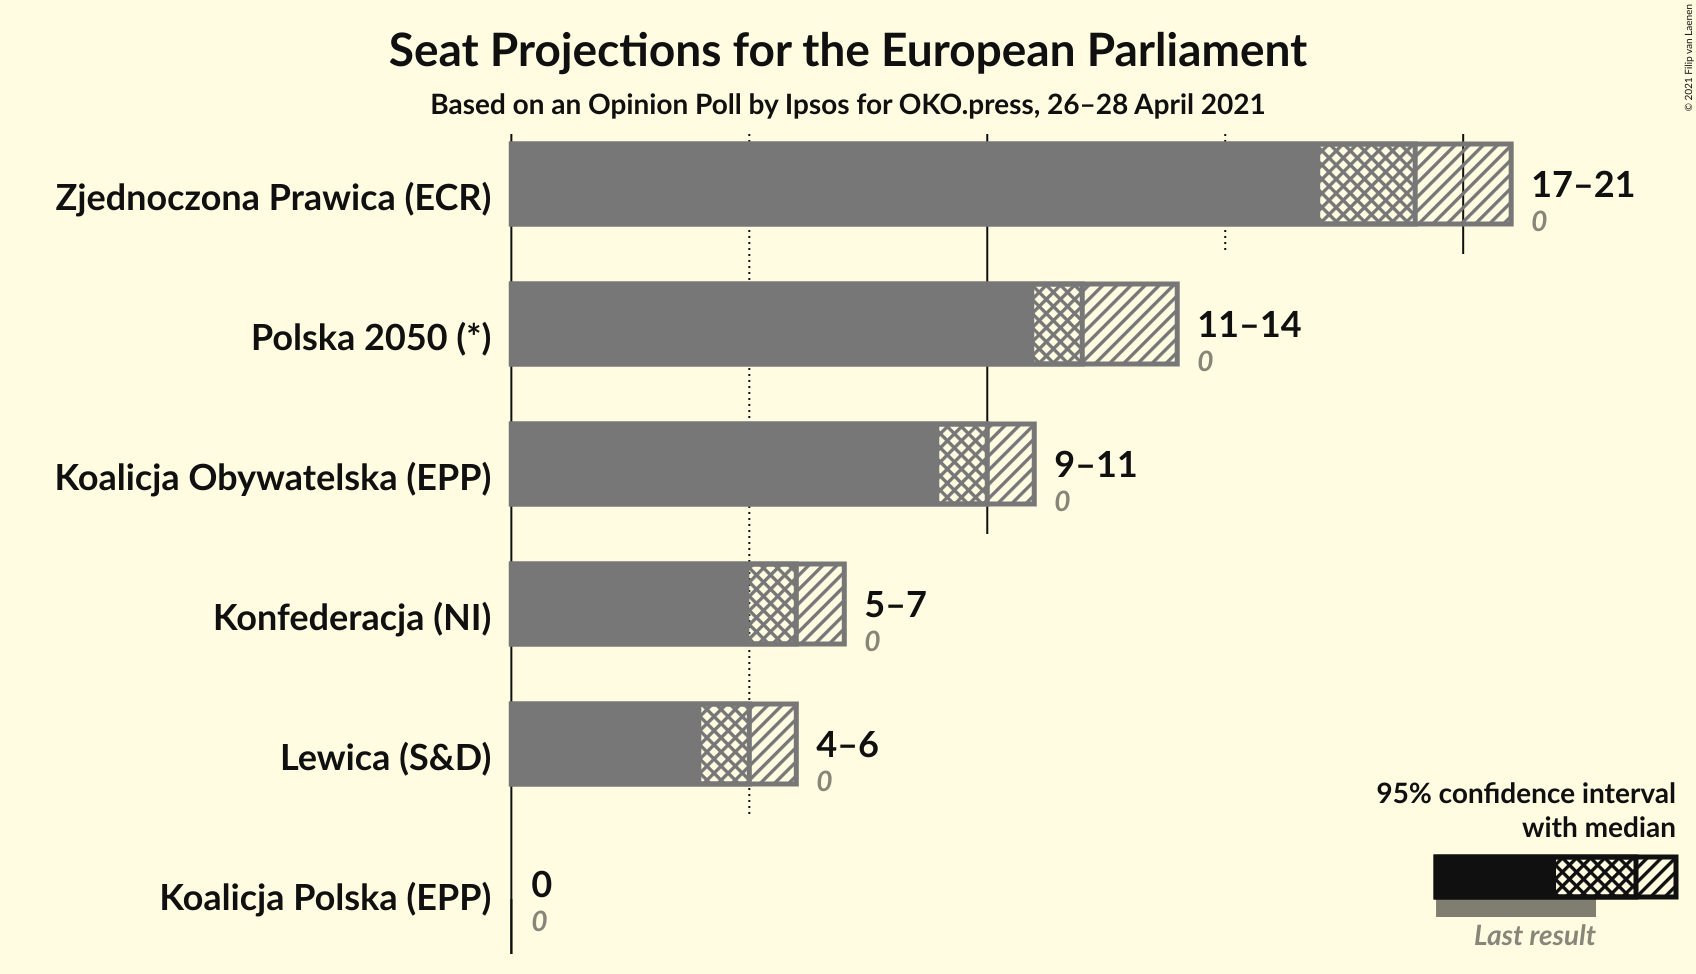 Seat Projections for the European Parliament
Based on an Opinion Poll by Ipsos for OKO.press, 26–28 April 2021
© 2021 Filip van Laenen
Zjednoczona Prawica (ECR)
17–21
0
Polska 2050 (*)
11–14
0
Koalicja Obywatelska (EPP)
9–11
0
Konfederacja (NI)
5–7
0
Lewica (S&D)
4–6
0
Koalicja Polska (EPP)
0
0
95% confidence interval
with median
Last result